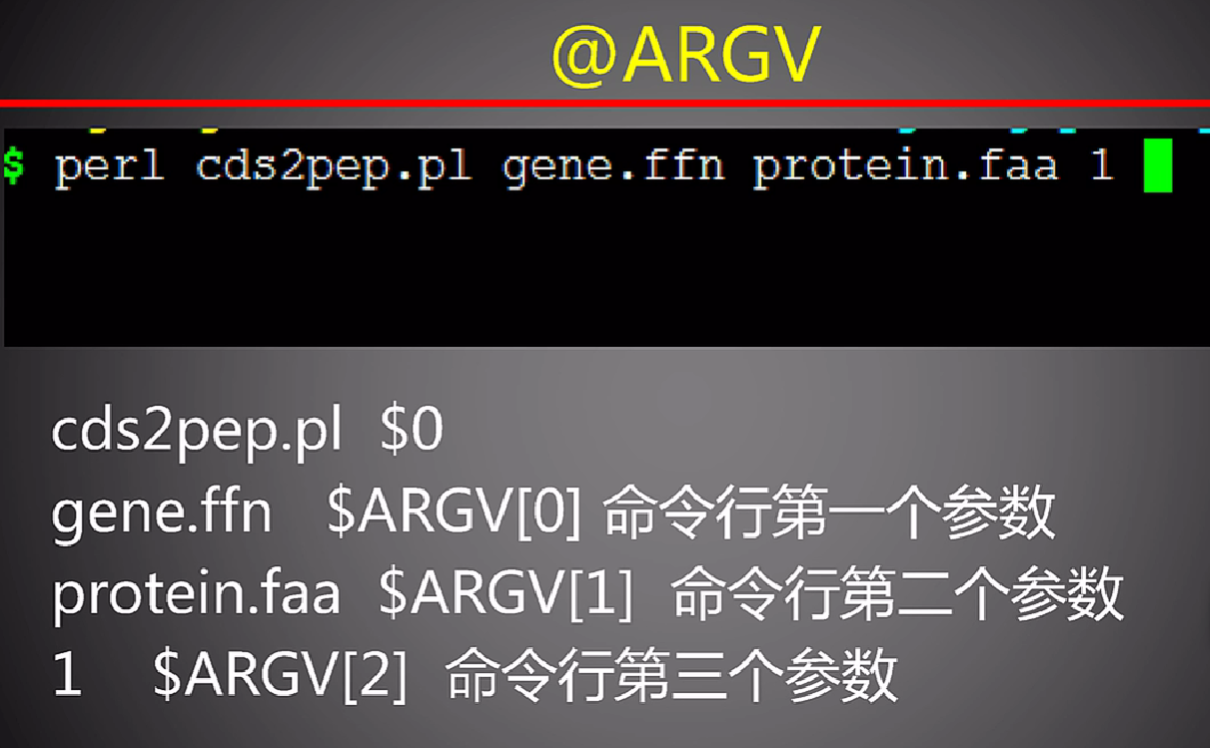 @ARGV
$ perl cds2pep.pl gene.ffn protein.faa 1
cds2pep.pl $0
gene.ffn $ARGV[0] 命令行第一个参数
protein.faa $ARGV[1] 命令行第二个参数
1 $ARGV[2] 命令行第三个参数